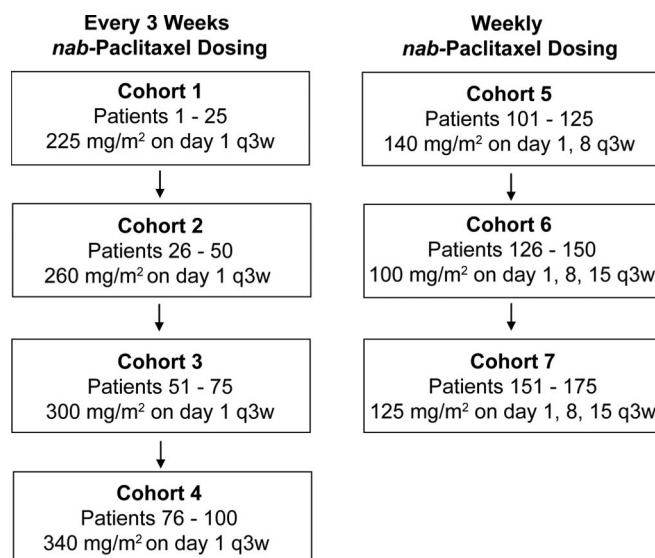 Every 3 Weeks
nab-Paclitaxel Dosing
Cohort 1
Patients 1 - 25
225 mg/m² on day 1 q3w
Cohort 2
Patients 26 - 50
260 mg/m² on day 1 q3w
Cohort 3
Patients 51 - 75
300 mg/m² on day 1 q3w
Cohort 4
Patients 76 - 100
340 mg/m² on day 1 q3w
Weekly
nab-Paclitaxel Dosing
Cohort 5
Patients 101 - 125
140 mg/m² on day 1, 8 q3w
Cohort 6
Patients 126 - 150
100 mg/m² on day 1, 8, 15 q3w
Cohort 7
Patients 151 - 175
125 mg/m² on day 1, 8, 15 q3w